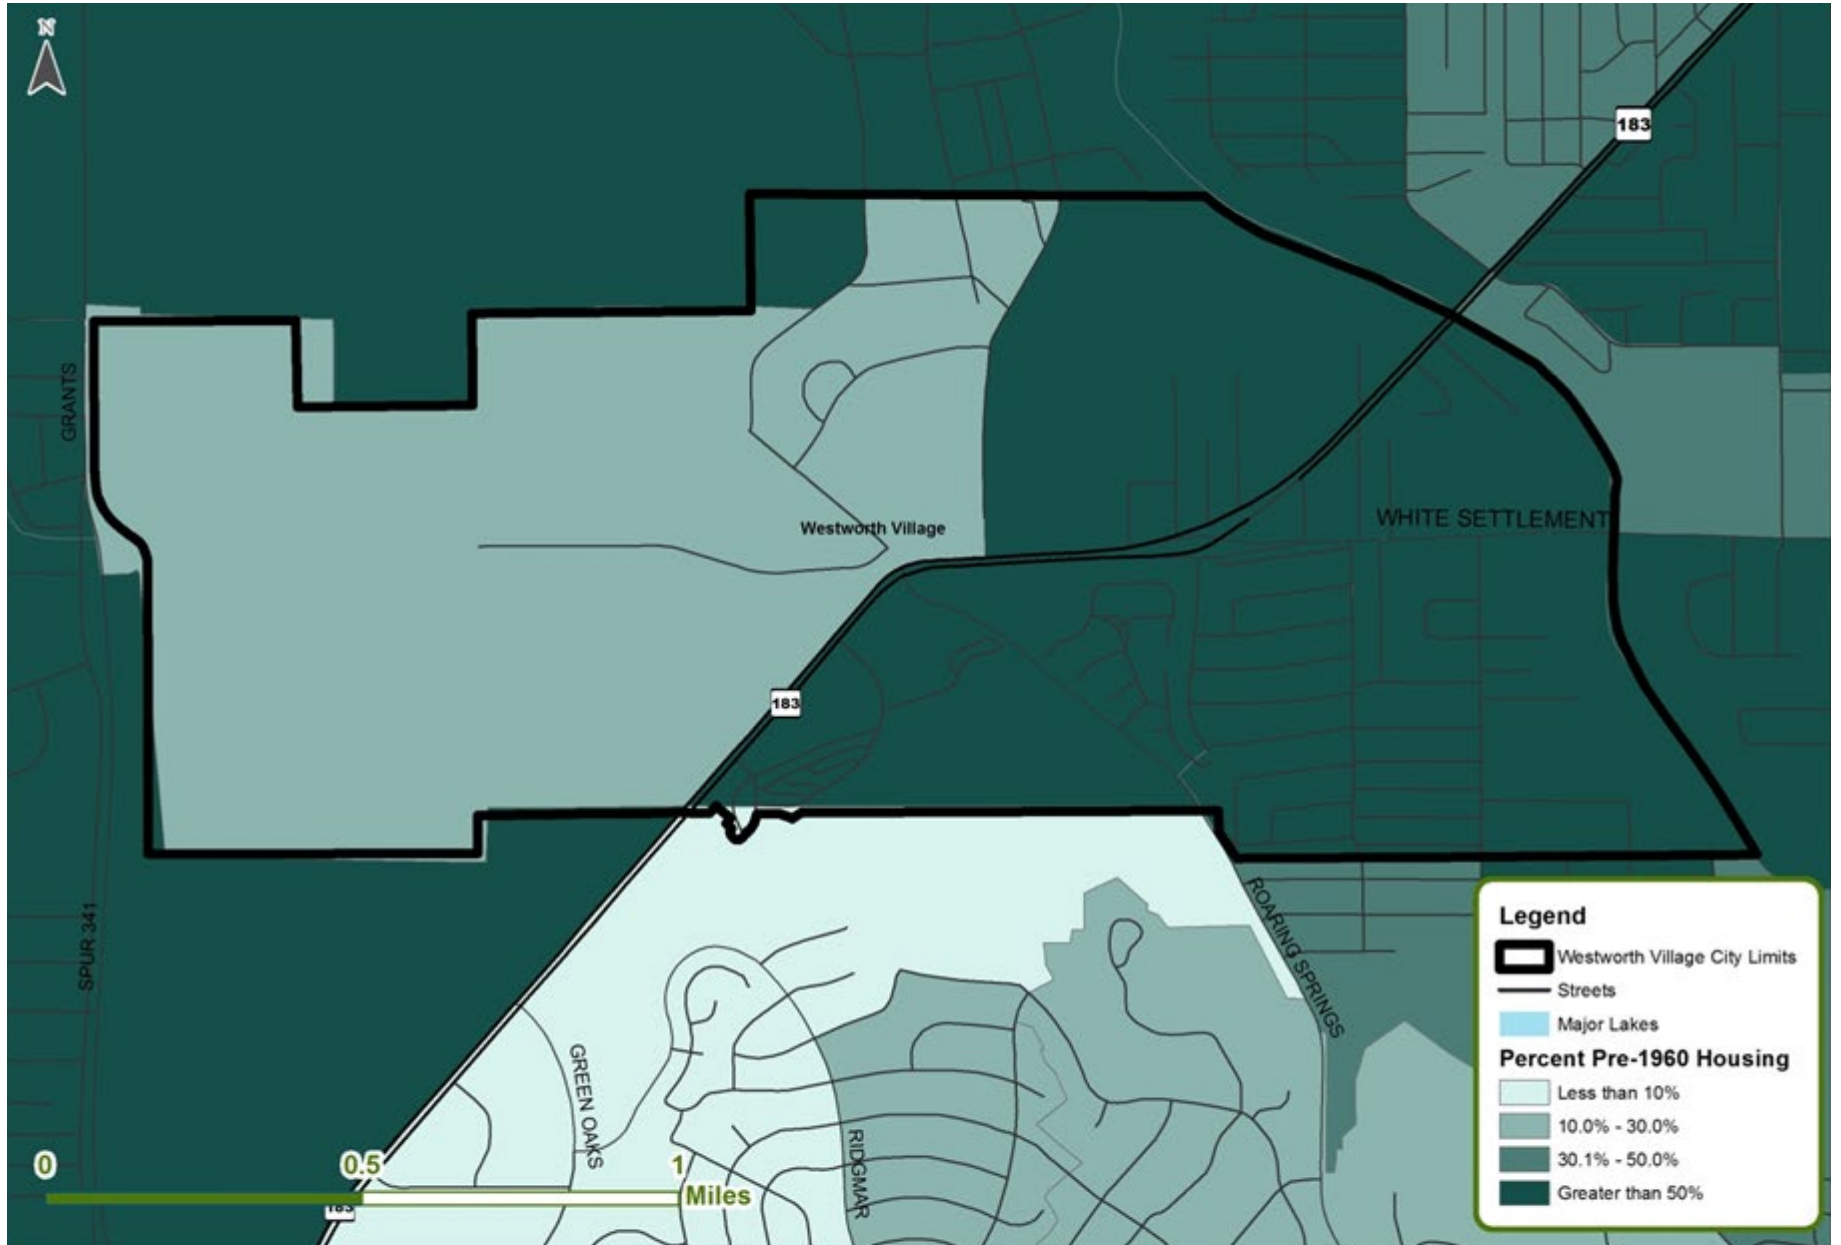 N
183
GRANTS
WHITE SETTLEMENT
Westworth Village
183
SPUR 341
ROARING SPRINGS
GREEN OAKS
RIDGMAR
0
0.5
1
Miles
183
Legend
Westworth Village City Limits
Streets
Major Lakes
Percent Pre-1960 Housing
Less than 10%
10.0% - 30.0%
30.1% - 50.0%
Greater than 50%